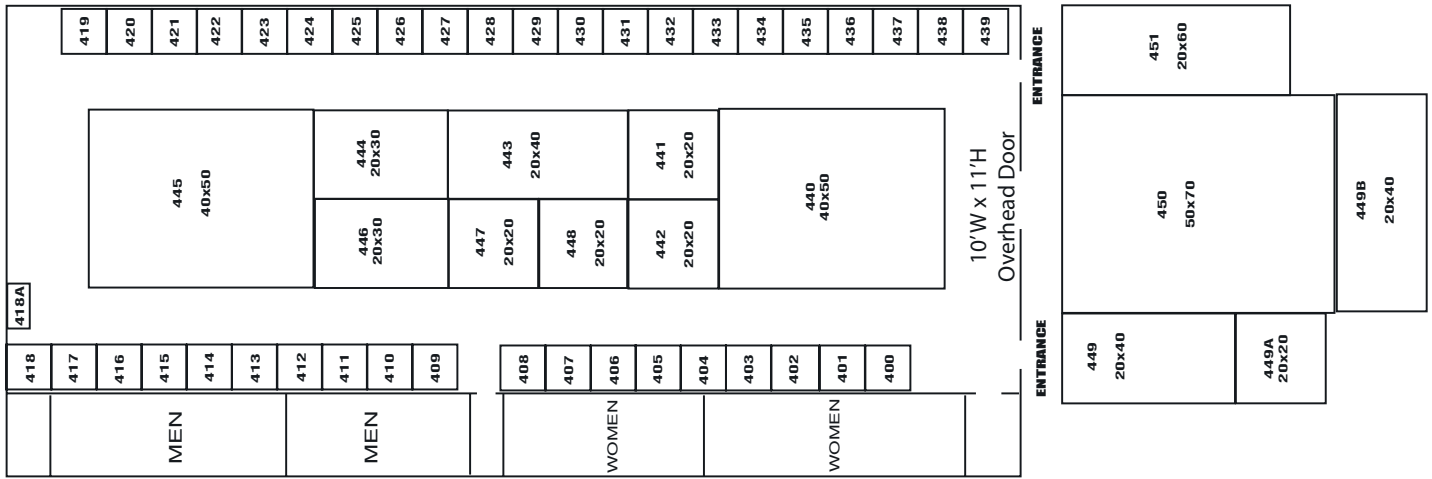 419
420
421
422
423
424
425
426
427
428
429
430
431
432
433
434
435
436
437
438
439
ENTRANCE
451
20x60
445
40x50
444
20x30
443
20x40
441
20x20
440
40x50
446
20x30
447
20x20
448
20x20
442
20x20
10'W x 11'H
Overhead Door
450
50x70
449B
20x40
418A
418
417
416
415
414
413
412
411
410
409
408
407
406
405
404
403
402
401
400
ENTRANCE
449
20x40
449A
20x20
MEN
MEN
WOMEN
WOMEN